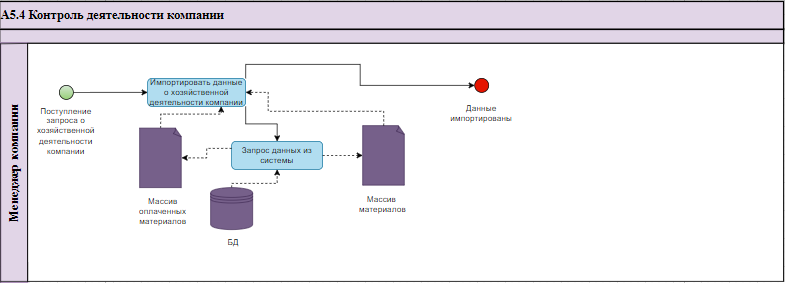 А5.4 Контроль деятельности компании
Менеджер компании
Поступление
запроса о
хозяйственной
деятельности
компании
Импортировать данные
о хозяйственной
деятельности компании
Данные
импортированы
Запрос данных из
системы
Массив
оплаченных
материалов
БД
Массив
материалов